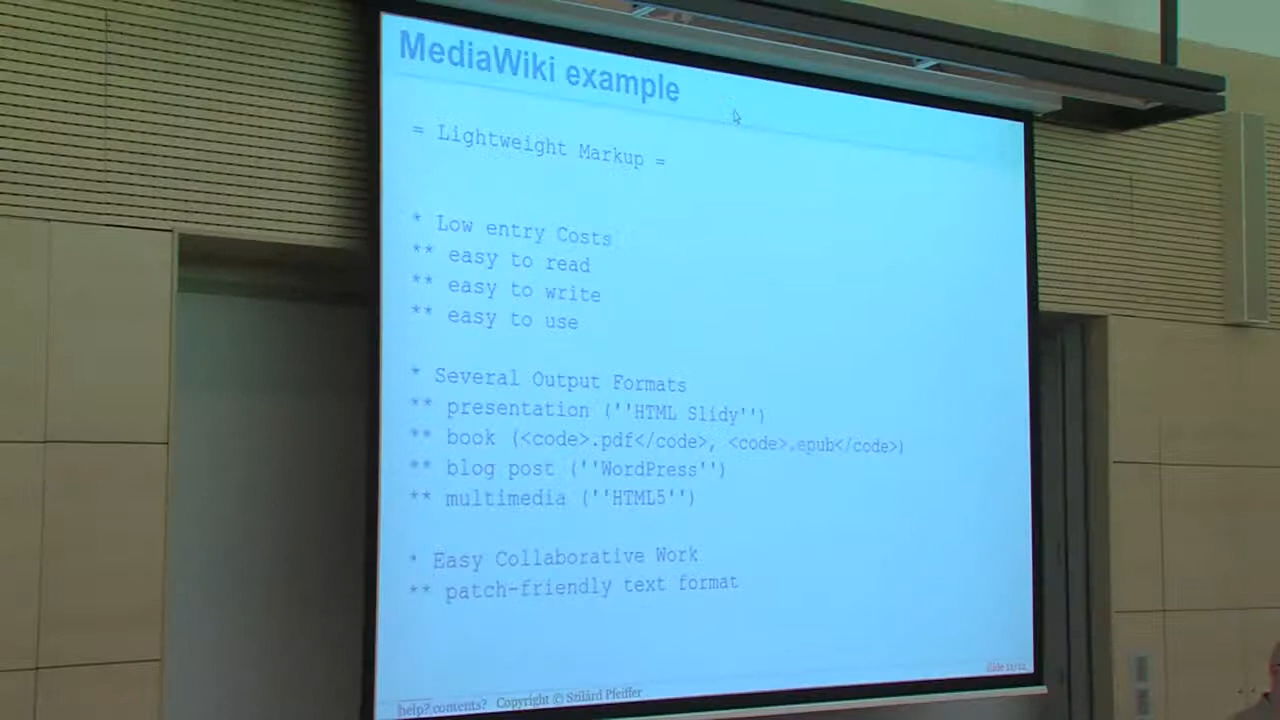 MediaWiki example
= Lightweight Markup =
* Low entry Costs
** easy to read
** easy to write
** easy to use
* Several Output Formats
** presentation (''HTML Slidy'')
** book (<code>.pdf</code>, <code>.epub</code>)
** blog post (''WordPress'')
** multimedia (''HTML5'')
* Easy Collaborative Work
** patch-friendly text format
help? contents? Copyright © Szilárd Pfeiffer
slide